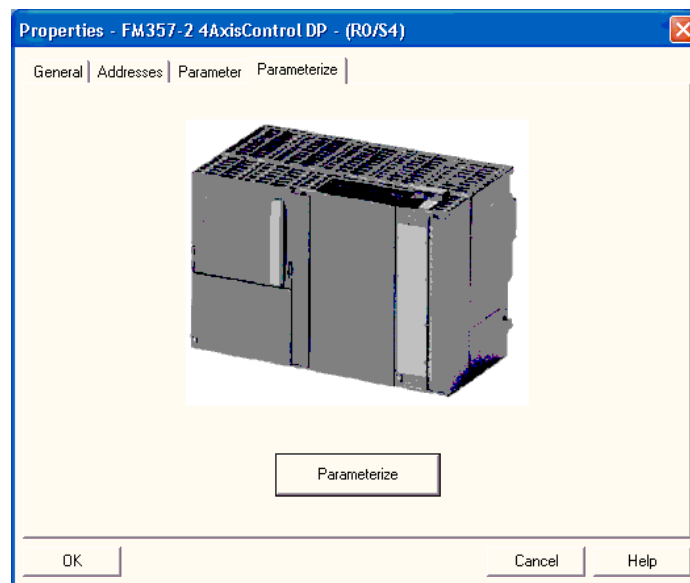 Properties - FM357-2 4AxisControl DP - (R0/S4)
General Addresses Parameter Parameterize
Parameterize
OK Cancel Help